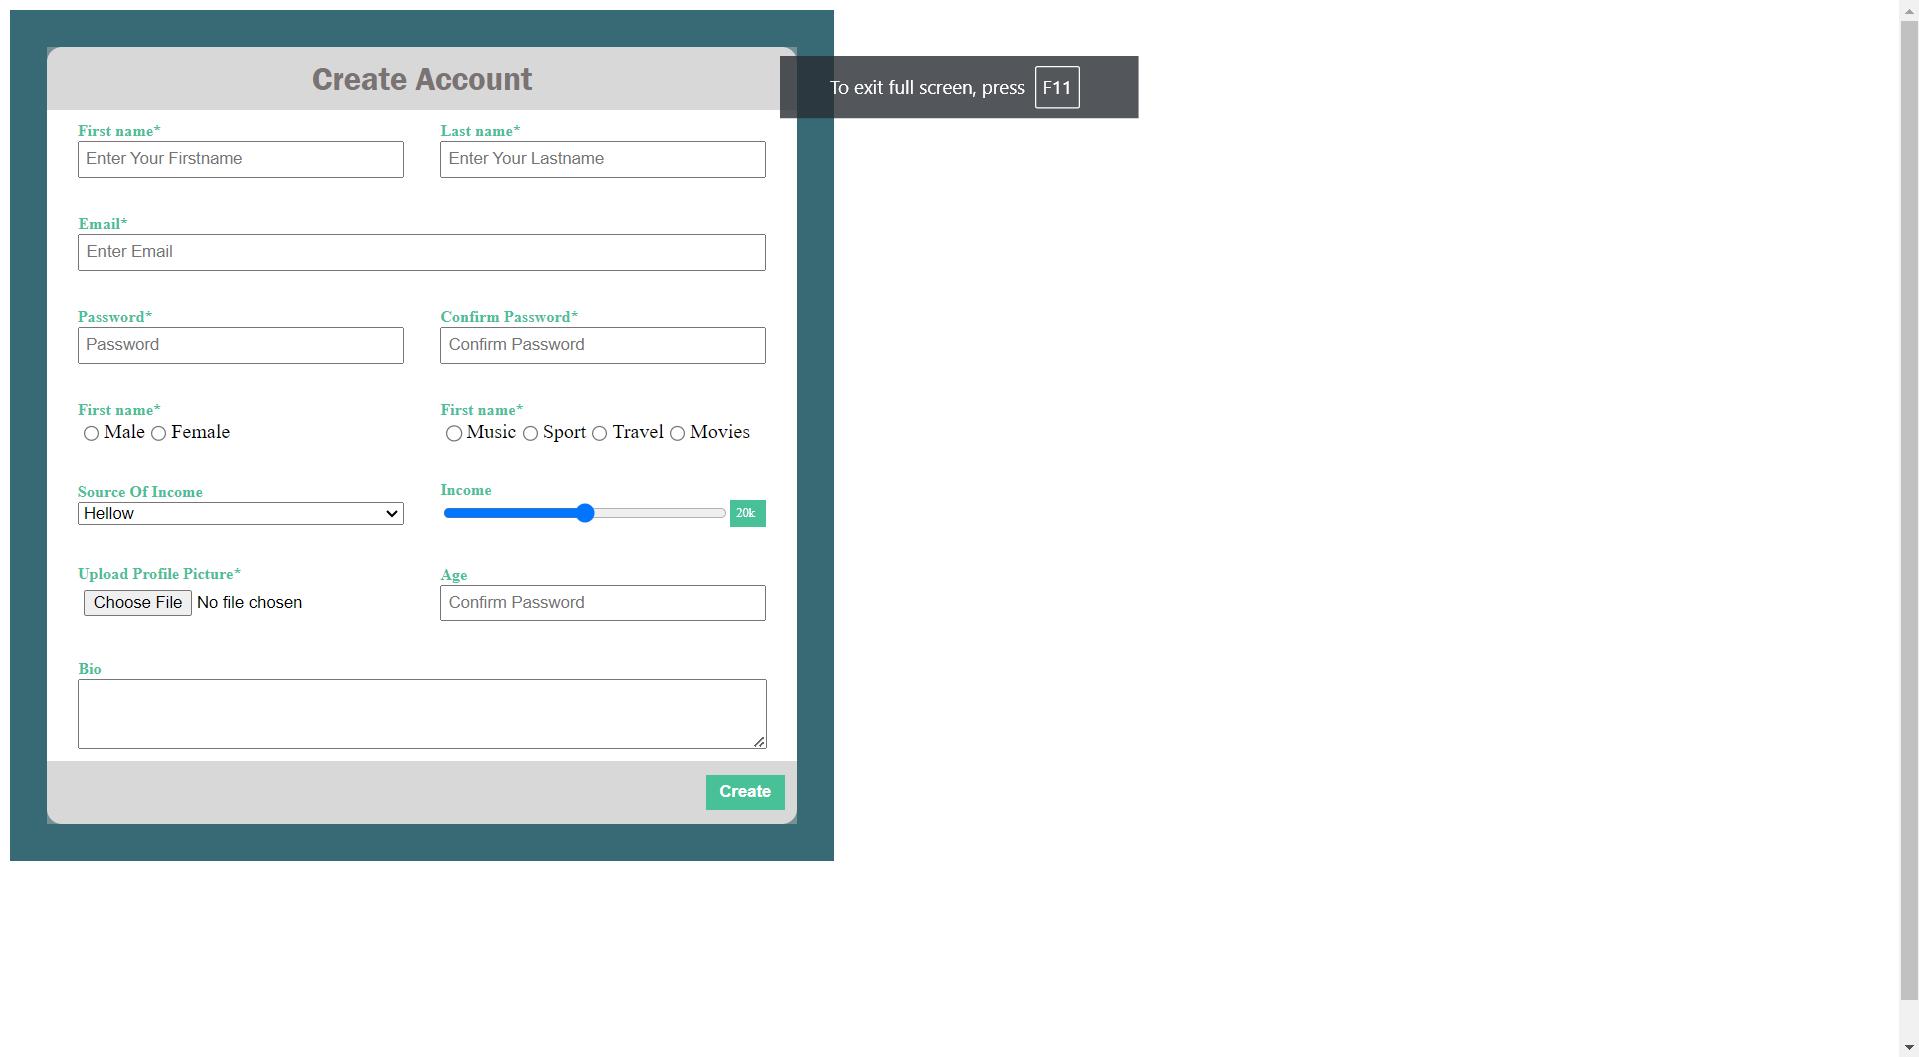 Create Account
To exit full screen, press F11
First name* Last name*
Enter Your Firstname Enter Your Lastname
Email*
Enter Email
Password* Confirm Password*
Password Confirm Password
First name* First name*
Male Female Music Sport Travel Movies
Source Of Income Income
Hellow 20k
Upload Profile Picture* Age
Choose File No file chosen Confirm Password
Bio
Create